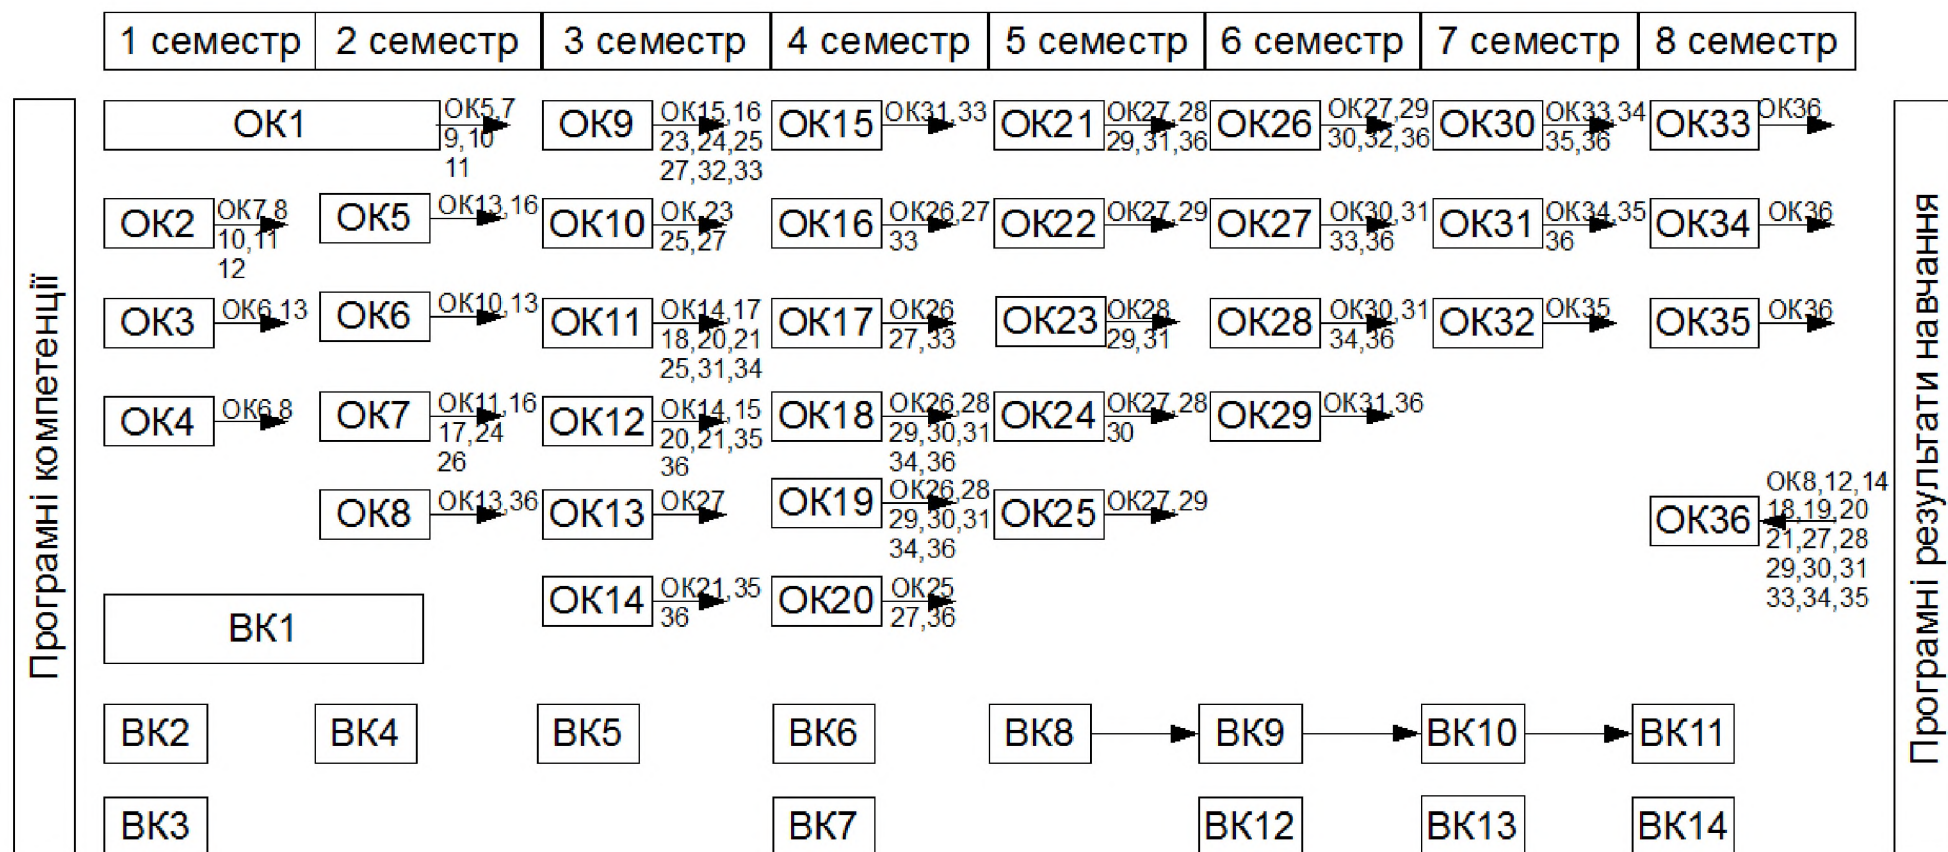 1 семестр
2 семестр
3 семестр
4 семестр
5 семестр
6 семестр
7 семестр
8 семестр
Програмні компетенції
ОК1
ОК5,7
9,10
11
ОК9
ОК15,16
23,24,25
27,32,33
ОК15
ОК31,33
ОК21
ОК27,28
29,31,36
ОК26
ОК27,29
30,32,36
ОК30
ОК33,34
35,36
ОК33
ОК36
ОК2
ОК7,8
10,11
12
ОК5
ОК13,16
ОК10
ОК,23
25,27
ОК16
ОК26,27
33
ОК22
ОК27,29
ОК27
ОК30,31
33,36
ОК31
ОК34,35
36
ОК34
ОК36
ОК3
ОК6,13
ОК6
ОК10,13
ОК11
ОК14,17
18,20,21
25,31,34
ОК17
ОК26
27,33
ОК23
ОК28
29,31
ОК28
ОК30,31
34,36
ОК32
ОК35
ОК35
ОК36
ОК4
ОК6,8
ОК7
ОК11,16
17,24
26
ОК12
ОК14,15
20,21,35
36
ОК18
ОК26,28
29,30,31
34,36
ОК24
ОК27,28
30
ОК29
ОК31,36
ОК8
ОК13,36
ОК13
ОК27
ОК19
ОК26,28
29,30,31
34,36
ОК25
ОК27,29
ОК36
ОК8,12,14
18,19,20
21,27,28
29,30,31
33,34,35
ОК14
ОК21,35
36
ОК20
ОК25
27,36
ВК1
ВК2
ВК4
ВК5
ВК6
ВК8
ВК9
ВК10
ВК11
ВК3
ВК7
ВК12
ВК13
ВК14
Програмні результати навчання